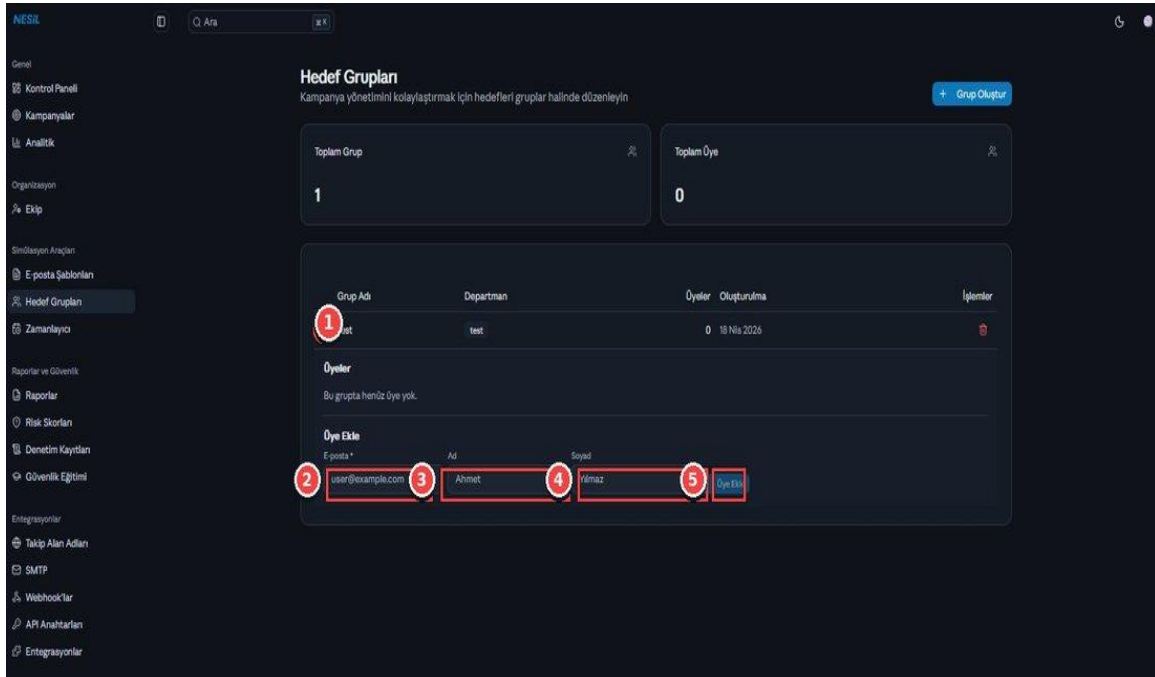 NESIL
Ara
⌘ K
Genel
Kontrol Paneli
Kampanyalar
Analitik
Organizasyon
Ekip
Simülasyon Araçları
E-posta Şablonları
Hedef Grupları
Zamanlayıcı
Raporlar ve Güvenlik
Raporlar
Risk Skorları
Denetim Kayıtları
Güvenlik Eğitimi
Entegrasyonlar
Takip Alan Adları
SMTP
Webhook'lar
API Anahtarları
Entegrasyonlar
Hedef Grupları
Kampanya yönetimini kolaylaştırmak için hedefleri gruplar halinde düzenleyin
+ Grup Oluştur
Toplam Grup
1
Toplam Üye
0
Grup Adı Departman Üyeler Oluşturulma İşlemler
1 test 0 18 Nis 2026
Üyeler
Bu grupta henüz üye yok.
Üye Ekle
E-posta * Ad Soyad
2 user@example.com 3 Ahmet 4 Yılmaz 5 Üye Ekle